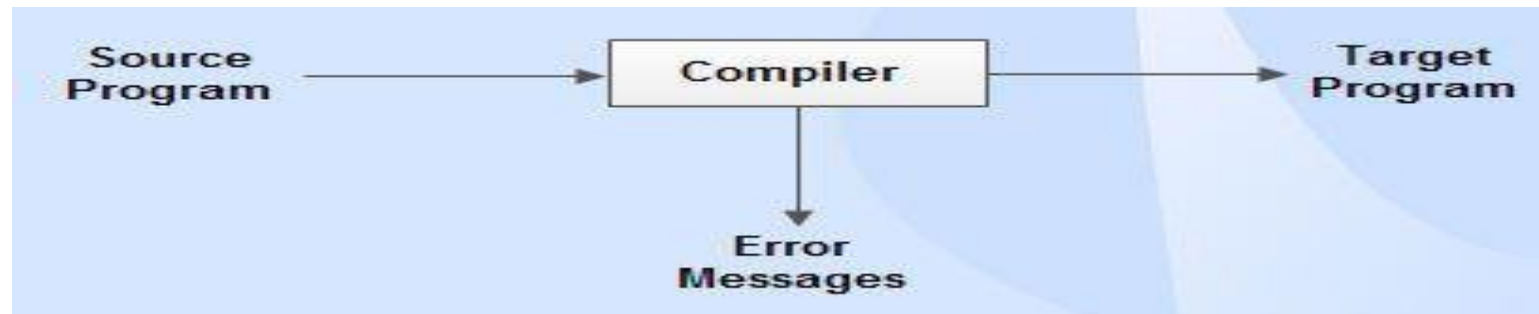 Source
Program
Compiler
Target
Program
Error
Messages